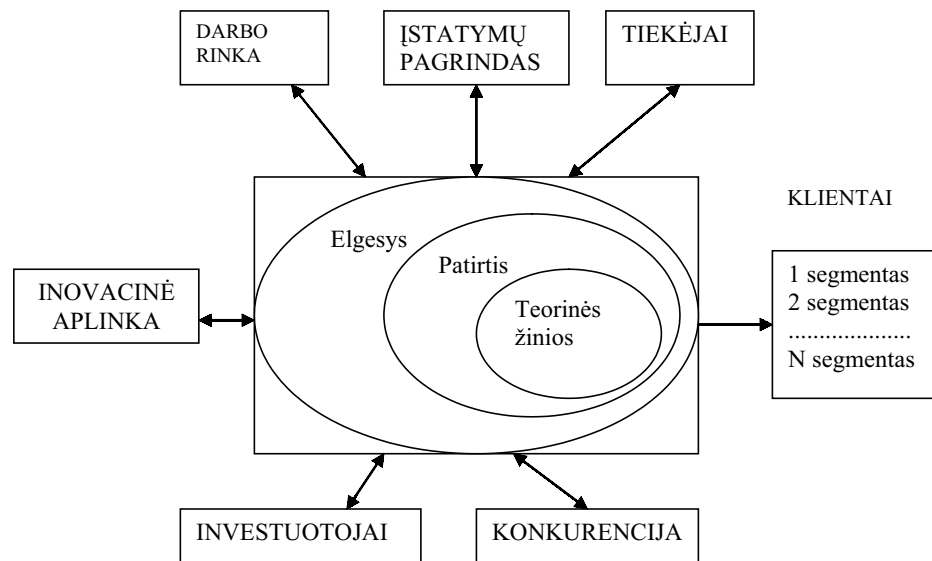 DARBO
RINKA
ĮSTATYMŲ
PAGRINDAS
TIEKĖJAI
KLIENTAI
Elgesys
Patirtis
Teorinės
žinios
INOVACINĖ
APLINKA
1 segmentas
2 segmentas
.....................
N segmentas
INVESTUOTOJAI
KONKURENCIJA